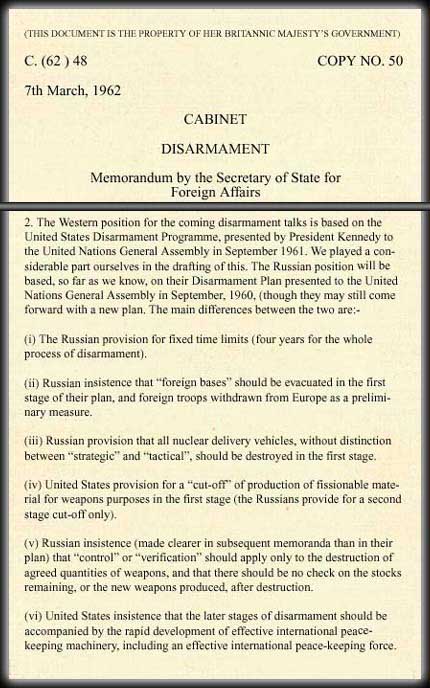 (THIS DOCUMENT IS THE PROPERTY OF HER BRITANNIC MAJESTY'S GOVERNMENT)
C. (62 ) 48 COPY NO. 50
7th March, 1962
CABINET
DISARMAMENT
Memorandum by the Secretary of State for
Foreign Affairs
2. The Western position for the coming disarmament talks is based on the
United States Disarmament Programme, presented by President Kennedy to
the United Nations General Assembly in September 1961. We played a con-
siderable part ourselves in the drafting of this. The Russian position will be
based, so far as we know, on their Disarmament Plan presented to the United
Nations General Assembly in September, 1960, (though they may still come
forward with a new plan. The main differences between the two are:-
(i) The Russian provision for fixed time limits (four years for the whole
process of disarmament).
(ii) Russian insistence that “foreign bases” should be evacuated in the first
stage of their plan, and foreign troops withdrawn from Europe as a prelimi-
nary measure.
(iii) Russian provision that all nuclear delivery vehicles, without distinction
between “strategic” and “tactical”, should be destroyed in the first stage.
(iv) United States provision for a “cut-off” of production of fissionable mate-
rial for weapons purposes in the first stage (the Russians provide for a second
stage cut-off only).
(v) Russian insistence (made clearer in subsequent memoranda than in their
plan) that “control” or “verification” should apply only to the destruction of
agreed quantities of weapons, and that there should be no check on the stocks
remaining, or the new weapons produced, after destruction.
(vi) United States insistence that the later stages of disarmament should be
accompanied by the rapid development of effective international peace-
keeping machinery, including an effective international peace-keeping force.